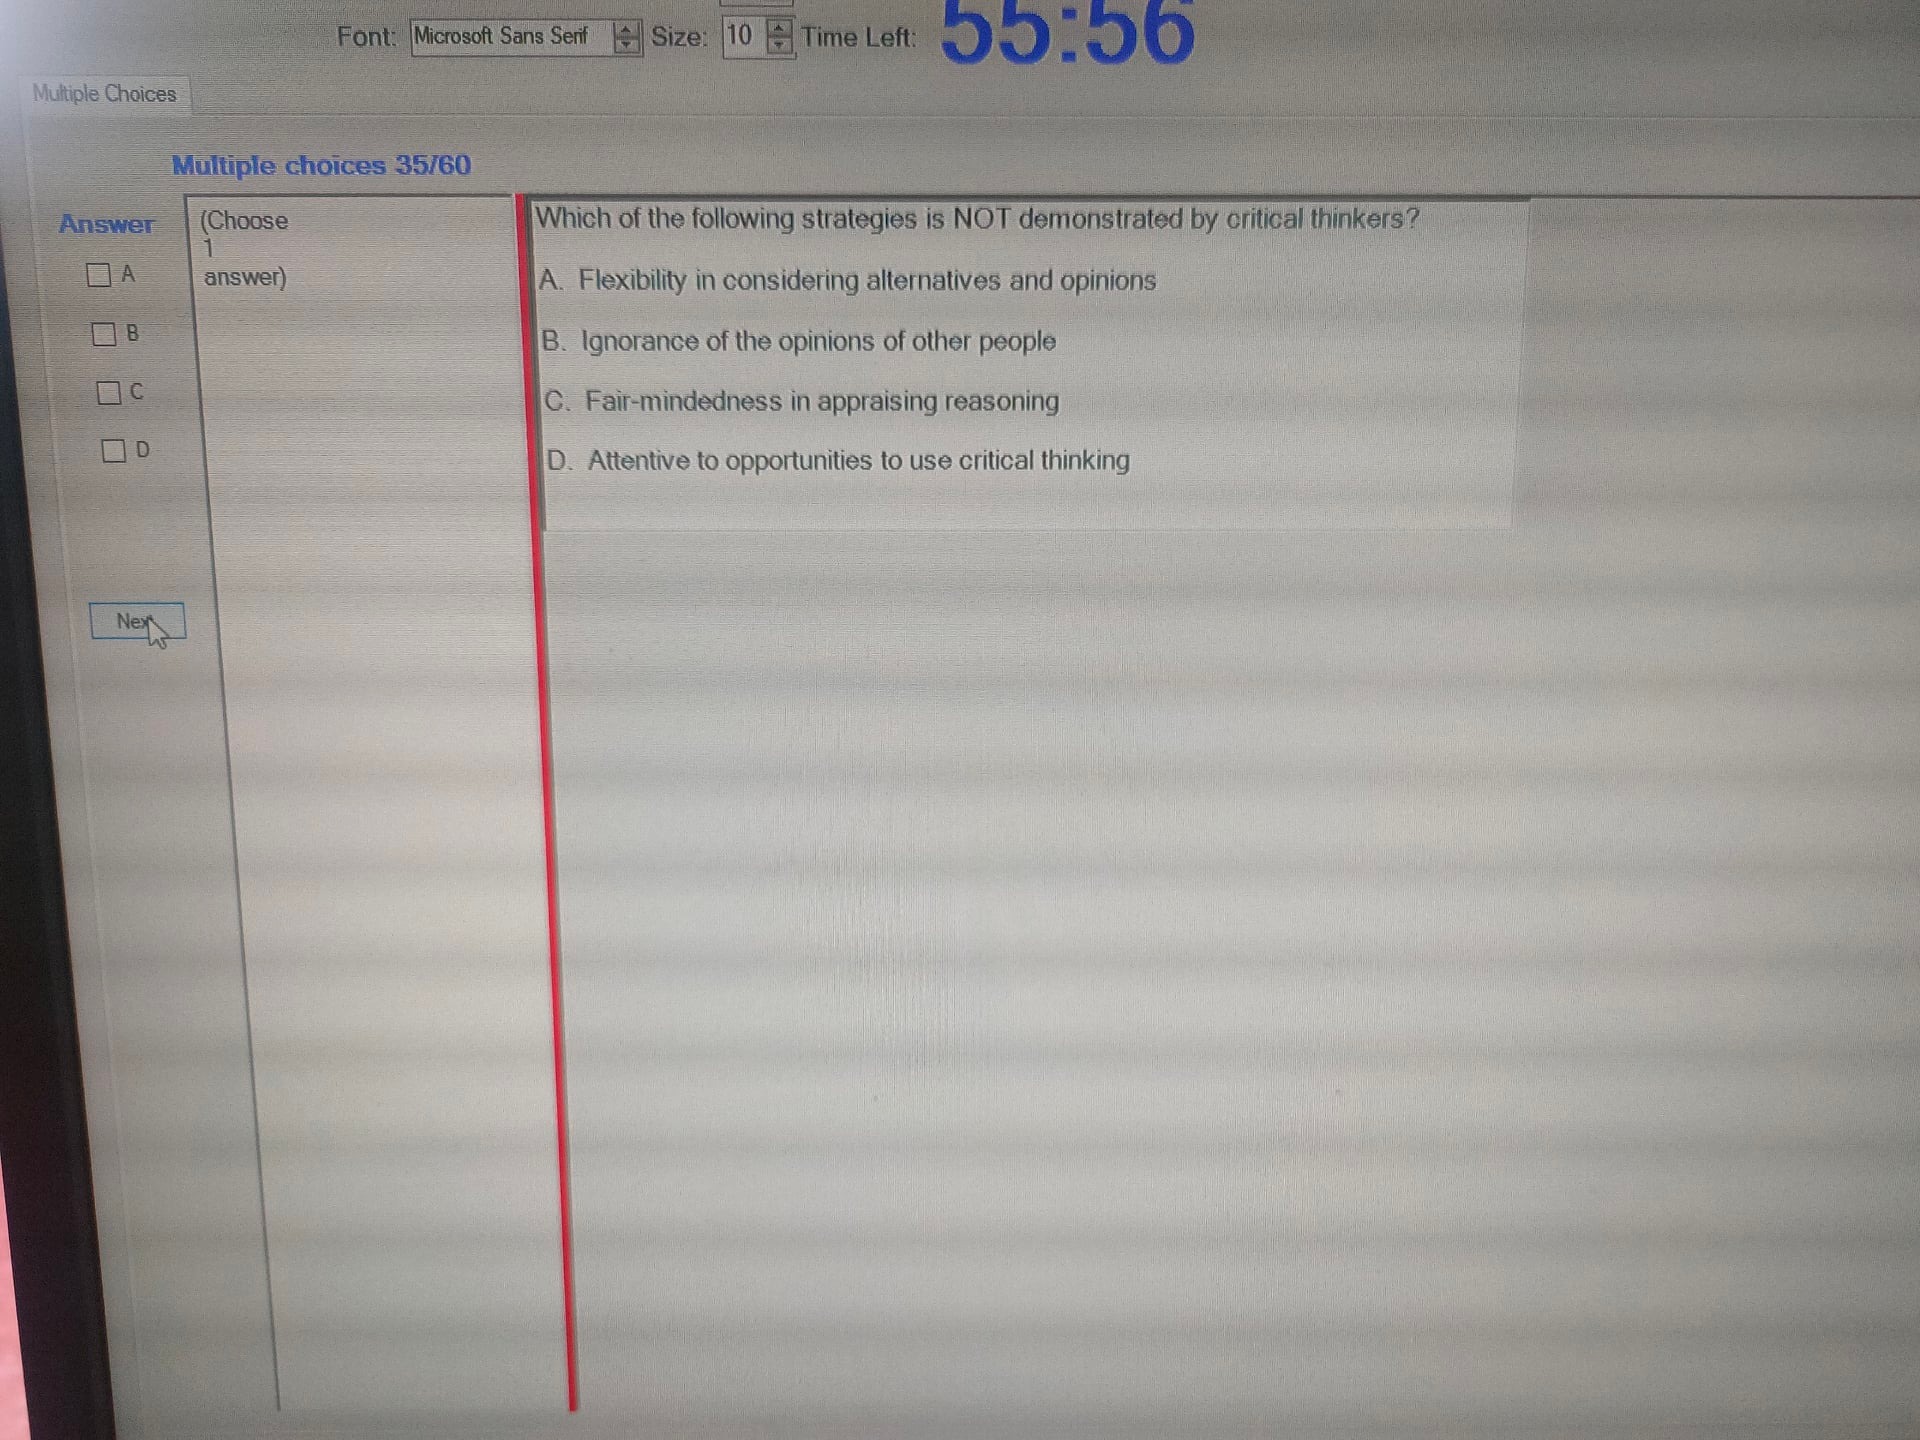 Font: Microsoft Sans Serif Size: 10 Time Left: 55:56
Multiple Choices
Multiple choices 35/60
Answer
A
B
C
D
Next
(Choose
1
answer)
Which of the following strategies is NOT demonstrated by critical thinkers?
A. Flexibility in considering alternatives and opinions
B. Ignorance of the opinions of other people
C. Fair-mindedness in appraising reasoning
D. Attentive to opportunities to use critical thinking